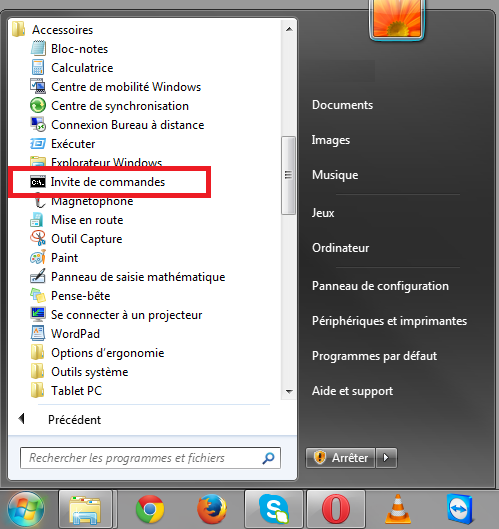 Accessoires
Bloc-notes
Calculatrice
Centre de mobilité Windows
Centre de synchronisation
Connexion Bureau à distance
Exécuter
Explorateur Windows
C:\.
Invite de commandes
Magnétophone
Mise en route
Outil Capture
Paint
Panneau de saisie mathématique
Pense-bête
Se connecter à un projecteur
WordPad
Options d'ergonomie
Outils système
Tablet PC
Précédent
Rechercher les programmes et fichiers
Documents
Images
Musique
Jeux
Ordinateur
Panneau de configuration
Périphériques et imprimantes
Programmes par défaut
Aide et support
Arrêter